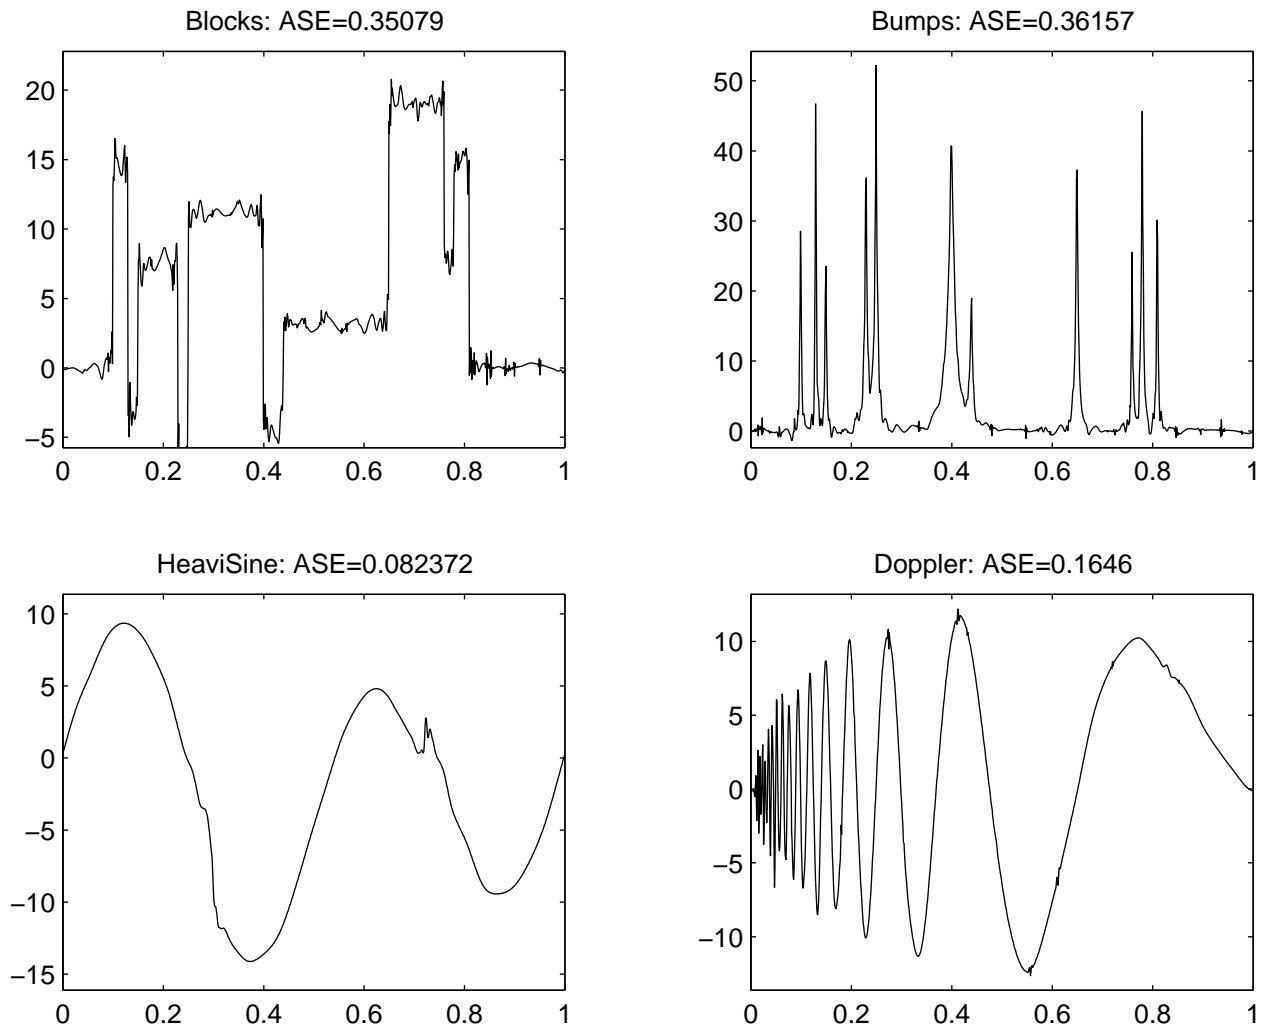 Blocks: ASE=0.35079
20
15
10
5
0
−5
0 0.2 0.4 0.6 0.8 1
Bumps: ASE=0.36157
50
40
30
20
10
0
0 0.2 0.4 0.6 0.8 1
HeaviSine: ASE=0.082372
10
5
0
−5
−10
−15
0 0.2 0.4 0.6 0.8 1
Doppler: ASE=0.1646
10
5
0
−5
−10
0 0.2 0.4 0.6 0.8 1